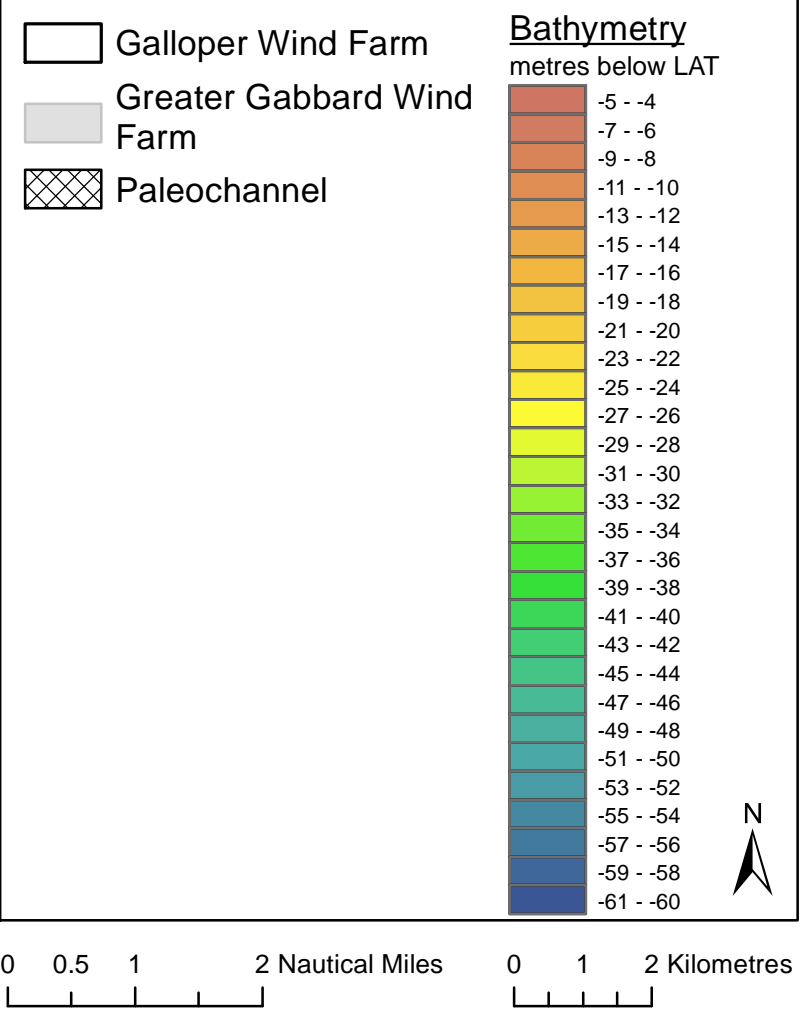 Galloper Wind Farm
Greater Gabbard Wind
Farm
Paleochannel
Bathymetry
metres below LAT
-5 - -4
-7 - -6
-9 - -8
-11 - -10
-13 - -12
-15 - -14
-17 - -16
-19 - -18
-21 - -20
-23 - -22
-25 - -24
-27 - -26
-29 - -28
-31 - -30
-33 - -32
-35 - -34
-37 - -36
-39 - -38
-41 - -40
-43 - -42
-45 - -44
-47 - -46
-49 - -48
-51 - -50
-53 - -52
-55 - -54
-57 - -56
-59 - -58
-61 - -60
N
0 0.5 1 2 Nautical Miles
0 1 2 Kilometres